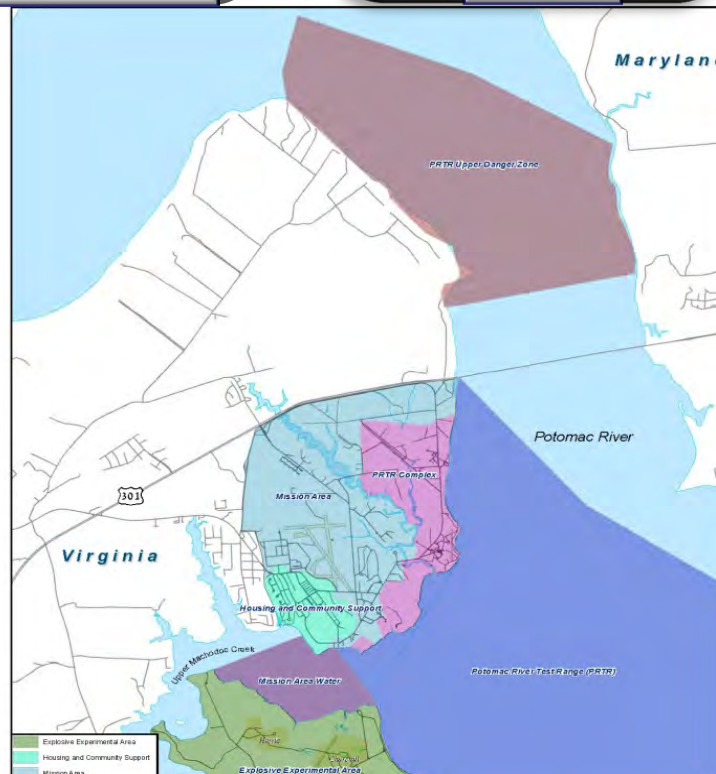 Marylan
PRTR Upper Danger Zone
Potomac River
PRTR Complex
Mission Area
301
Virginia
Housing and Community Support
Upper Machodoc Creek
Mission Area Water
Potomac River Test Range (PRTR)
Explosive Experimental Area
Explosive Experimental Area
Housing and Community Support
Mission Area